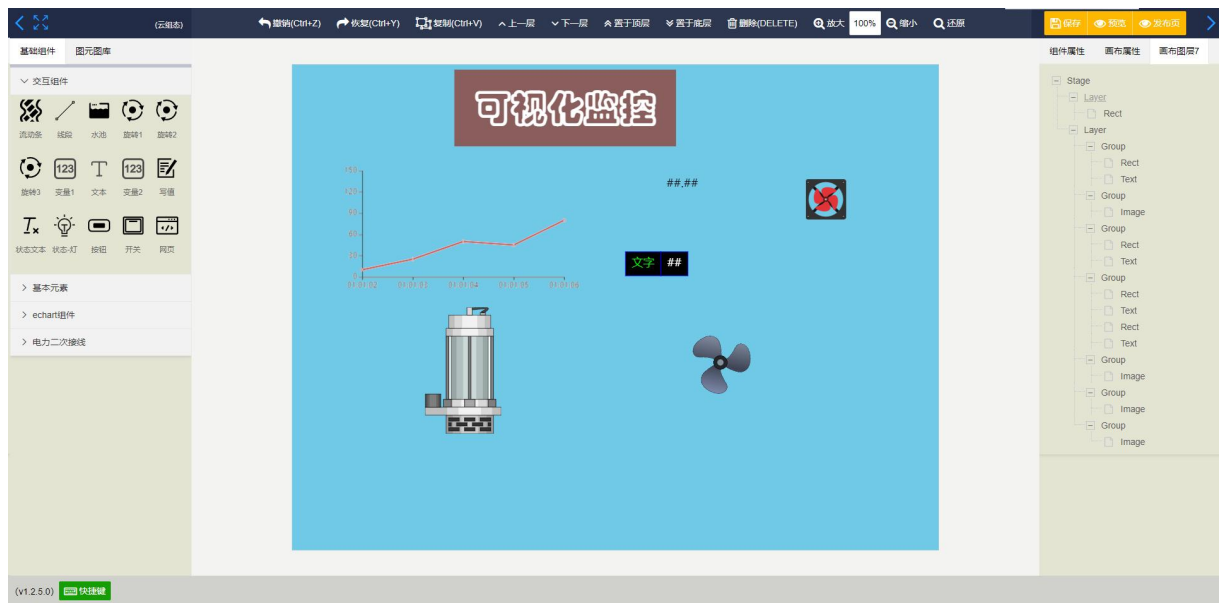 (云组态) 撤销(Ctrl+Z) 恢复(Ctrl+Y) 复制(Ctrl+V) 上一层 下一层 置于顶层 置于底层 删除(DELETE) 放大 100% 缩小 还原 保存 预览 发布页
基础组件 图元图库
组件属性 画布属性 画布图层7
交互组件
流动条 线段 水池 旋转1 旋转2
123 T 123
旋转3 变量1 文本 变量2 写值
状态文本 状态-灯 按钮 开关 网页
基本元素
echart组件
电力二次接线
可视化监控
##.##
文字 ##
Stage
Layer
Rect
Layer
Group
Rect
Text
Group
Image
Group
Rect
Text
Group
Rect
Text
Rect
Text
Group
Image
Group
Image
Group
Image
(v1.2.5.0) 快捷键